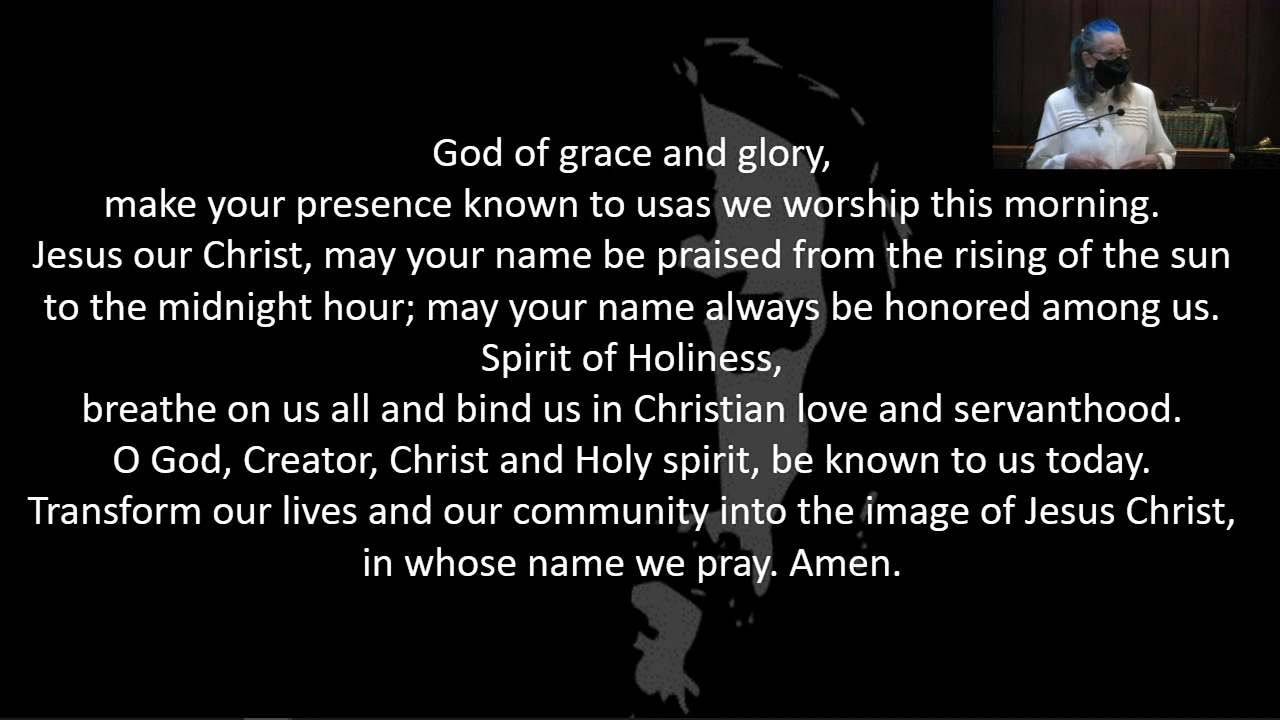 God of grace and glory,
make your presence known to usas we worship this morning.
Jesus our Christ, may your name be praised from the rising of the sun
to the midnight hour; may your name always be honored among us.
Spirit of Holiness,
breathe on us all and bind us in Christian love and servanthood.
O God, Creator, Christ and Holy spirit, be known to us today.
Transform our lives and our community into the image of Jesus Christ,
in whose name we pray. Amen.